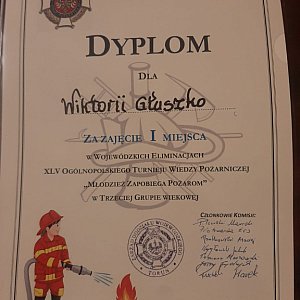 DYPLOM
DLA
Wiktorii Głuszko
ZA ZAJĘCIE I MIEJSCA
W WOJEWÓDZKICH ELIMINACJACH
XLV OGÓLNOPOLSKIEGO TURNIEJU WIEDZY POŻARNICZEJ
„MŁODZIEŻ ZAPOBIEGA POŻAROM”
W TRZECIEJ GRUPIE WIEKOWEJ
CZŁONKOWIE KOMISJI:
TORUŃ